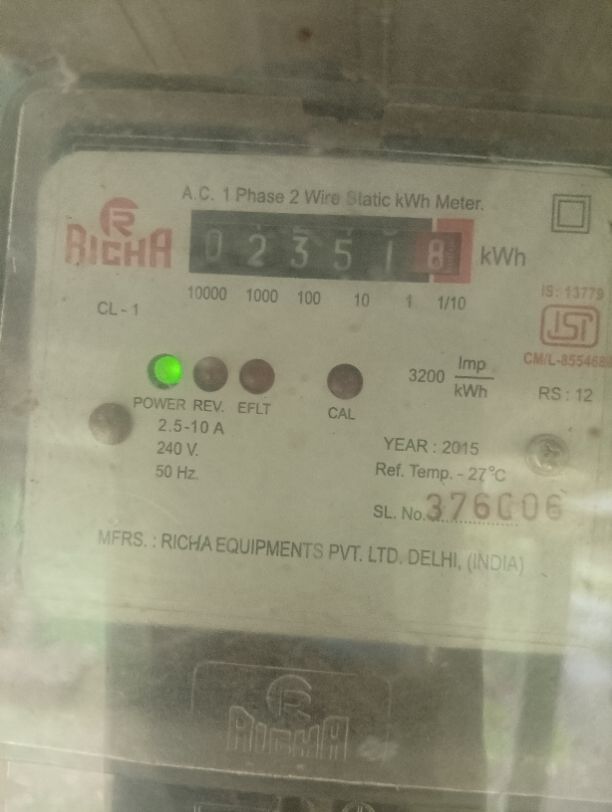 A.C. 1 Phase 2 Wire Static kWh Meter.
RICHA
0 2 3 5 1 8 kWh
10000 1000 100 10 1 1/10
CL - 1
IS : 13779
ISI
3200 Imp/kWh
RS : 12
POWER REV. EFLT CAL
2.5-10 A
240 V.
50 Hz.
YEAR : 2015
Ref. Temp. - 27°C
SL. No. 376006
MFRS. : RICHA EQUIPMENTS PVT. LTD. DELHI, (INDIA)
RICHA